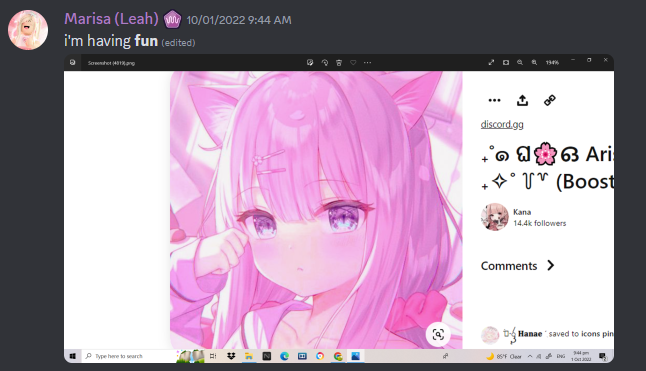 Marisa (Leah) 10/01/2022 9:44 AM
i'm having fun (edited)
Screenshot (4619).png
194%
discord.gg
₊˚๑ ପ🌸ଓ Aris
₊✧˚ ꒷꒦ (Boost
Kana
14.4k followers
Comments
Hanae ˚ saved to icons pin
Type here to search
85°F Clear
ENG
9:44 pm
1 Oct 2022